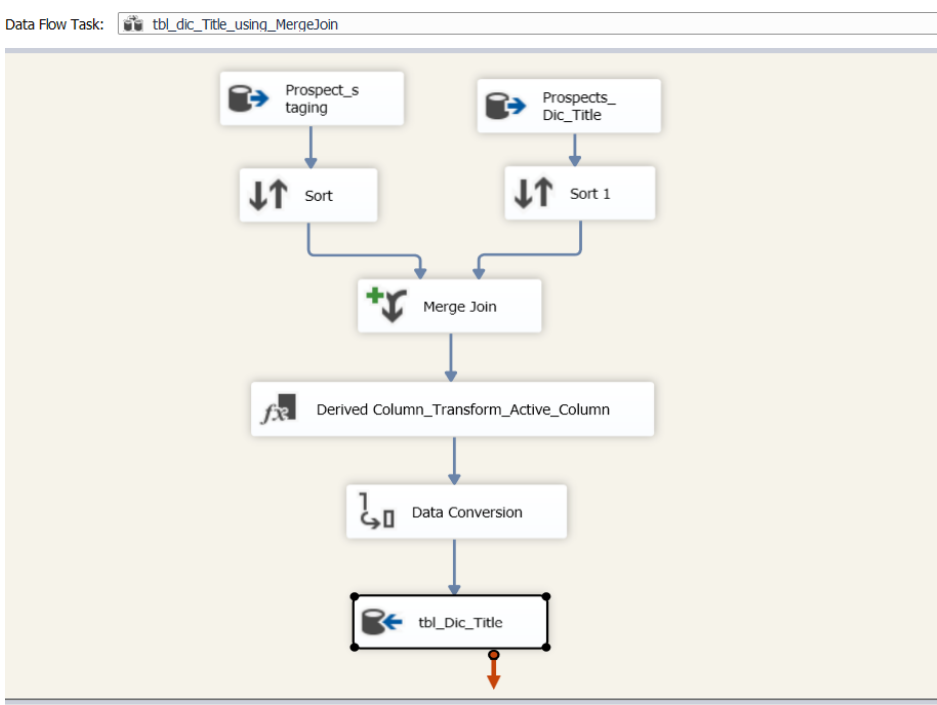 Data Flow Task: tbl_dic_Title_using_MergeJoin
Prospect_s
taging
Prospects_
Dic_Title
Sort
Sort 1
Merge Join
Derived Column_Transform_Active_Column
Data Conversion
tbl_Dic_Title